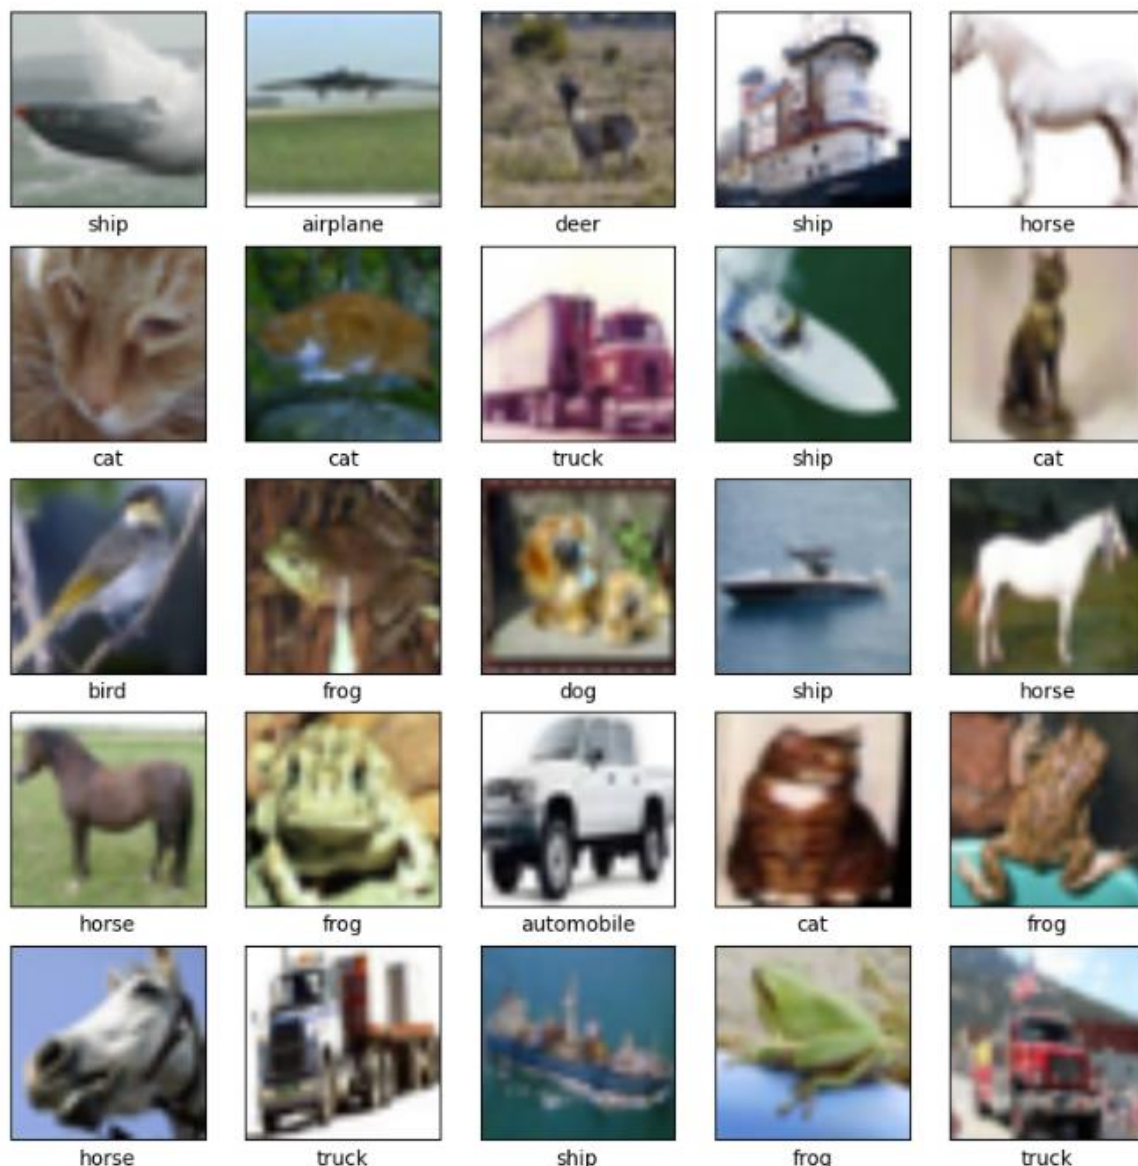 ship airplane deer ship horse
cat cat truck ship cat
bird frog dog ship horse
horse frog automobile cat frog
horse truck ship frog truck